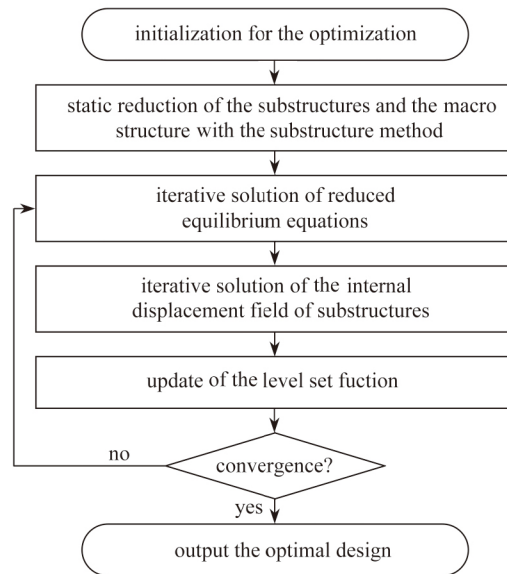 initialization for the optimization
static reduction of the substructures and the macro
structure with the substructure method
iterative solution of reduced
equilibrium equations
iterative solution of the internal
displacement field of substructures
update of the level set fuction
no
convergence?
yes
output the optimal design